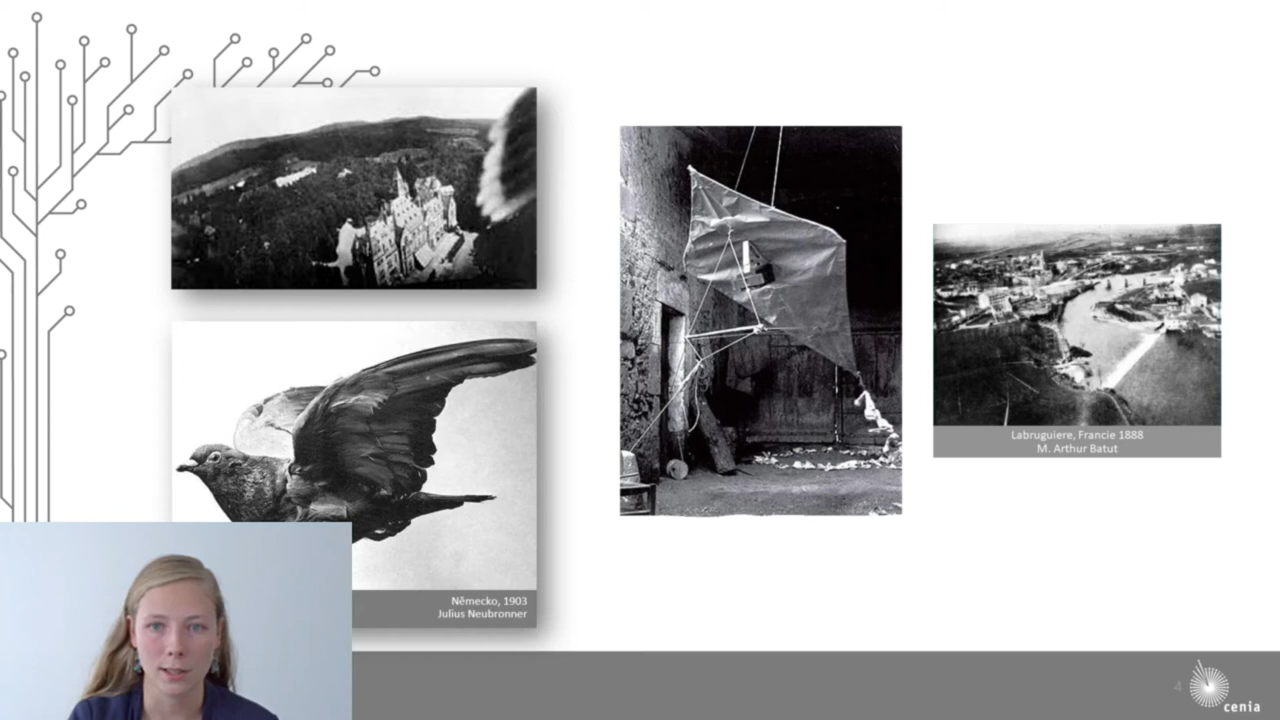 Labruguiere, Francie 1888
M. Arthur Batut
Německo, 1903
Julius Neubronner
4
cenia